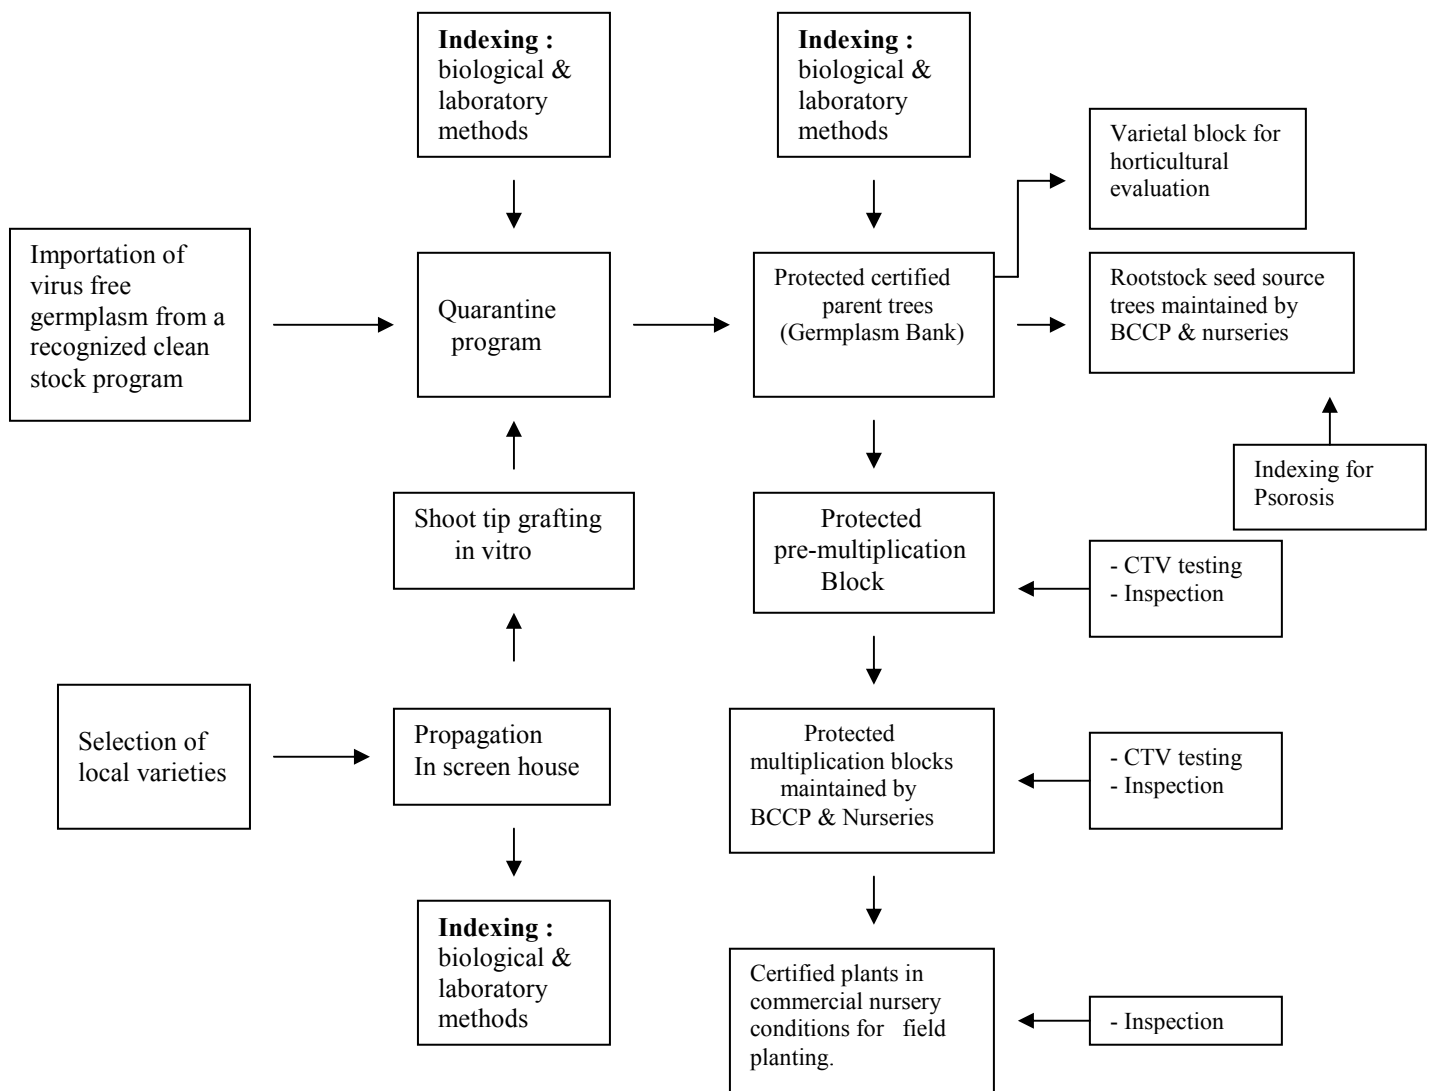 Indexing :
biological &
laboratory
methods
Indexing :
biological &
laboratory
methods
Varietal block for
horticultural
evaluation
Importation of
virus free
germplasm from a
recognized clean
stock program
Quarantine
program
Protected certified
parent trees
(Germplasm Bank)
Rootstock seed source
trees maintained by
BCCP & nurseries
Indexing for
Psorosis
Shoot tip grafting
in vitro
Protected
pre-multiplication
Block
- CTV testing
- Inspection
Selection of
local varieties
Propagation
In screen house
Protected
multiplication blocks
maintained by
BCCP & Nurseries
- CTV testing
- Inspection
Indexing :
biological &
laboratory
methods
Certified plants in
commercial nursery
conditions for field
planting.
- Inspection